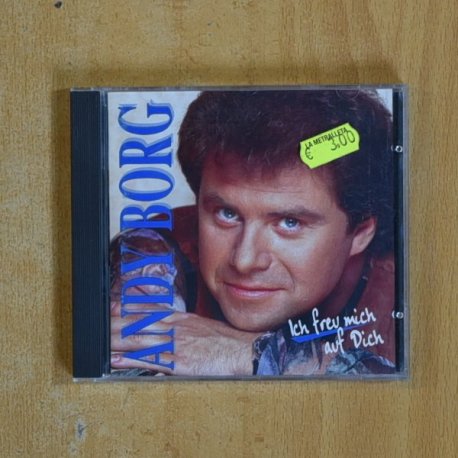 ANDY BORG
LA METRALLETA
€ 3.00
Ich freu mich
auf Dich